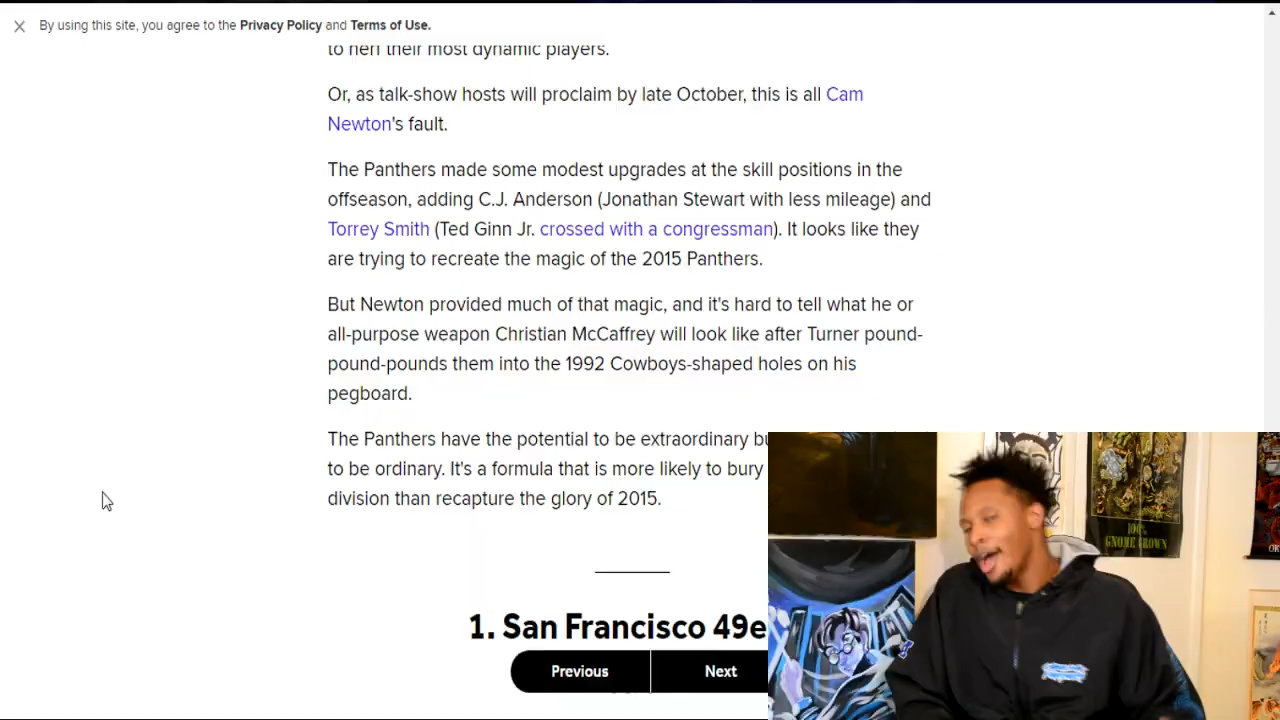 By using this site, you agree to the Privacy Policy and Terms of Use.
to nerf their most dynamic players.
Or, as talk-show hosts will proclaim by late October, this is all Cam
Newton's fault.
The Panthers made some modest upgrades at the skill positions in the
offseason, adding C.J. Anderson (Jonathan Stewart with less mileage) and
Torrey Smith (Ted Ginn Jr. crossed with a congressman). It looks like they
are trying to recreate the magic of the 2015 Panthers.
But Newton provided much of that magic, and it's hard to tell what he or
all-purpose weapon Christian McCaffrey will look like after Turner pound-
pound-pounds them into the 1992 Cowboys-shaped holes on his
pegboard.
The Panthers have the potential to be extraordinary
to be ordinary. It's a formula that is more likely to bury
division than recapture the glory of 2015.
1. San Francisco 49e
Previous
Next
100%
GNOME GROWN